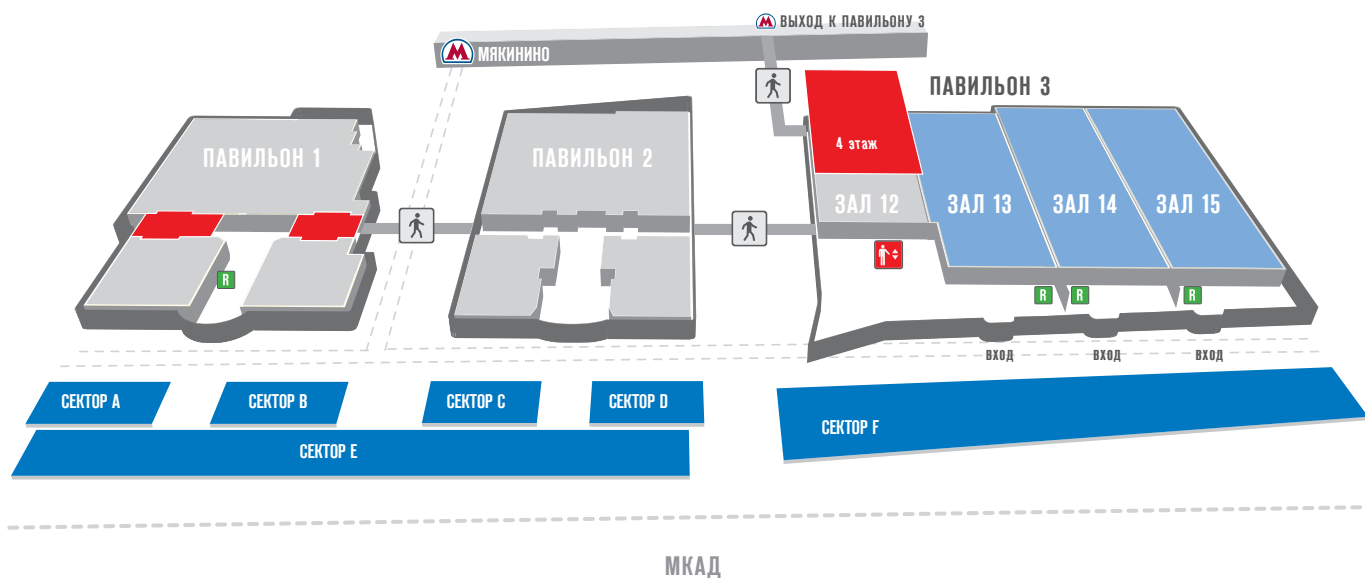 М ВЫХОД К ПАВИЛЬОНУ 3
М МЯКИНИНО
ПАВИЛЬОН 3
4 этаж
ПАВИЛЬОН 1
ПАВИЛЬОН 2
ЗАЛ 12
ЗАЛ 13
ЗАЛ 14
ЗАЛ 15
R
R
R
R
ВХОД
ВХОД
ВХОД
СЕКТОР A
СЕКТОР B
СЕКТОР C
СЕКТОР D
СЕКТОР F
СЕКТОР E
МКАД